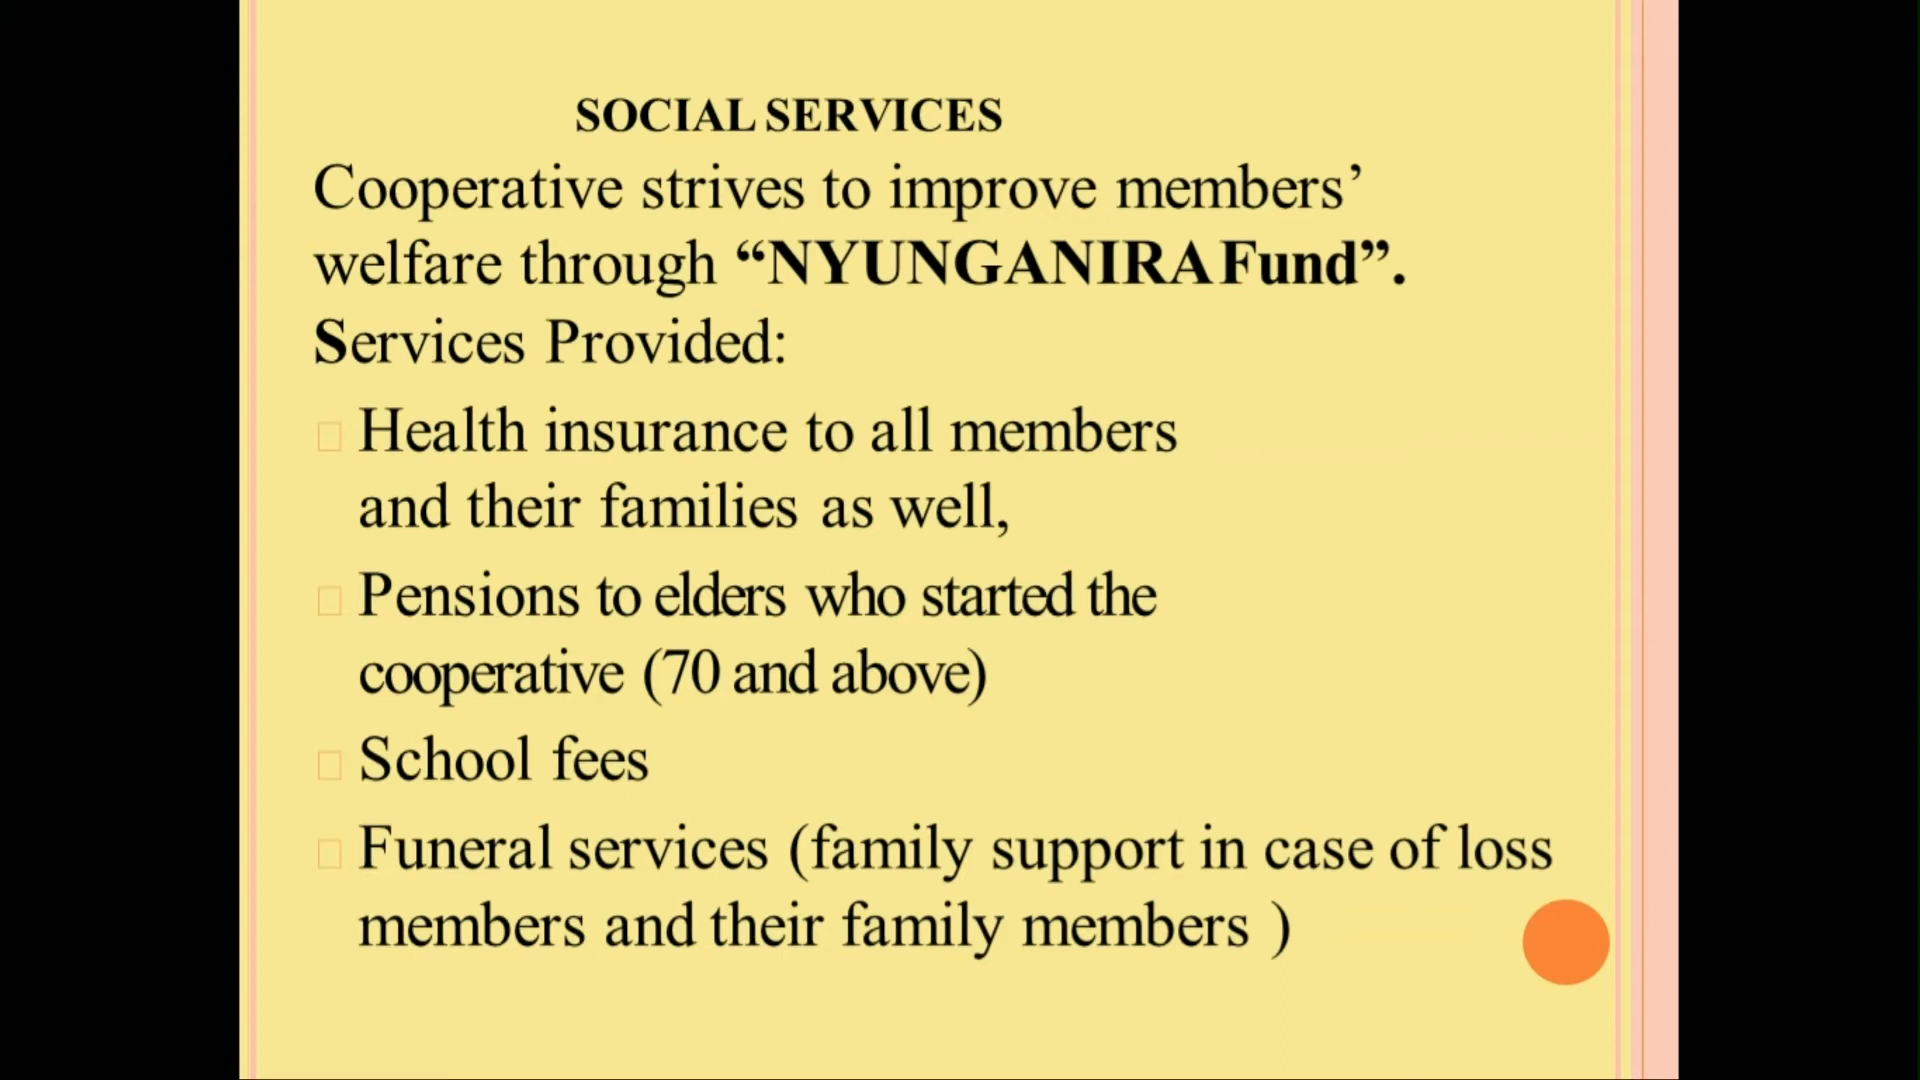 SOCIAL SERVICES
Cooperative strives to improve members’
welfare through “NYUNGANIRA Fund”.
Services Provided:
Health insurance to all members
and their families as well,
Pensions to elders who started the
cooperative (70 and above)
School fees
Funeral services (family support in case of loss
members and their family members )